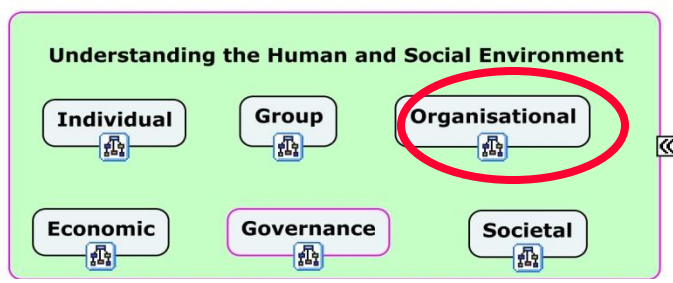 Understanding the Human and Social Environment
Individual
Group
Organisational
Economic
Governance
Societal